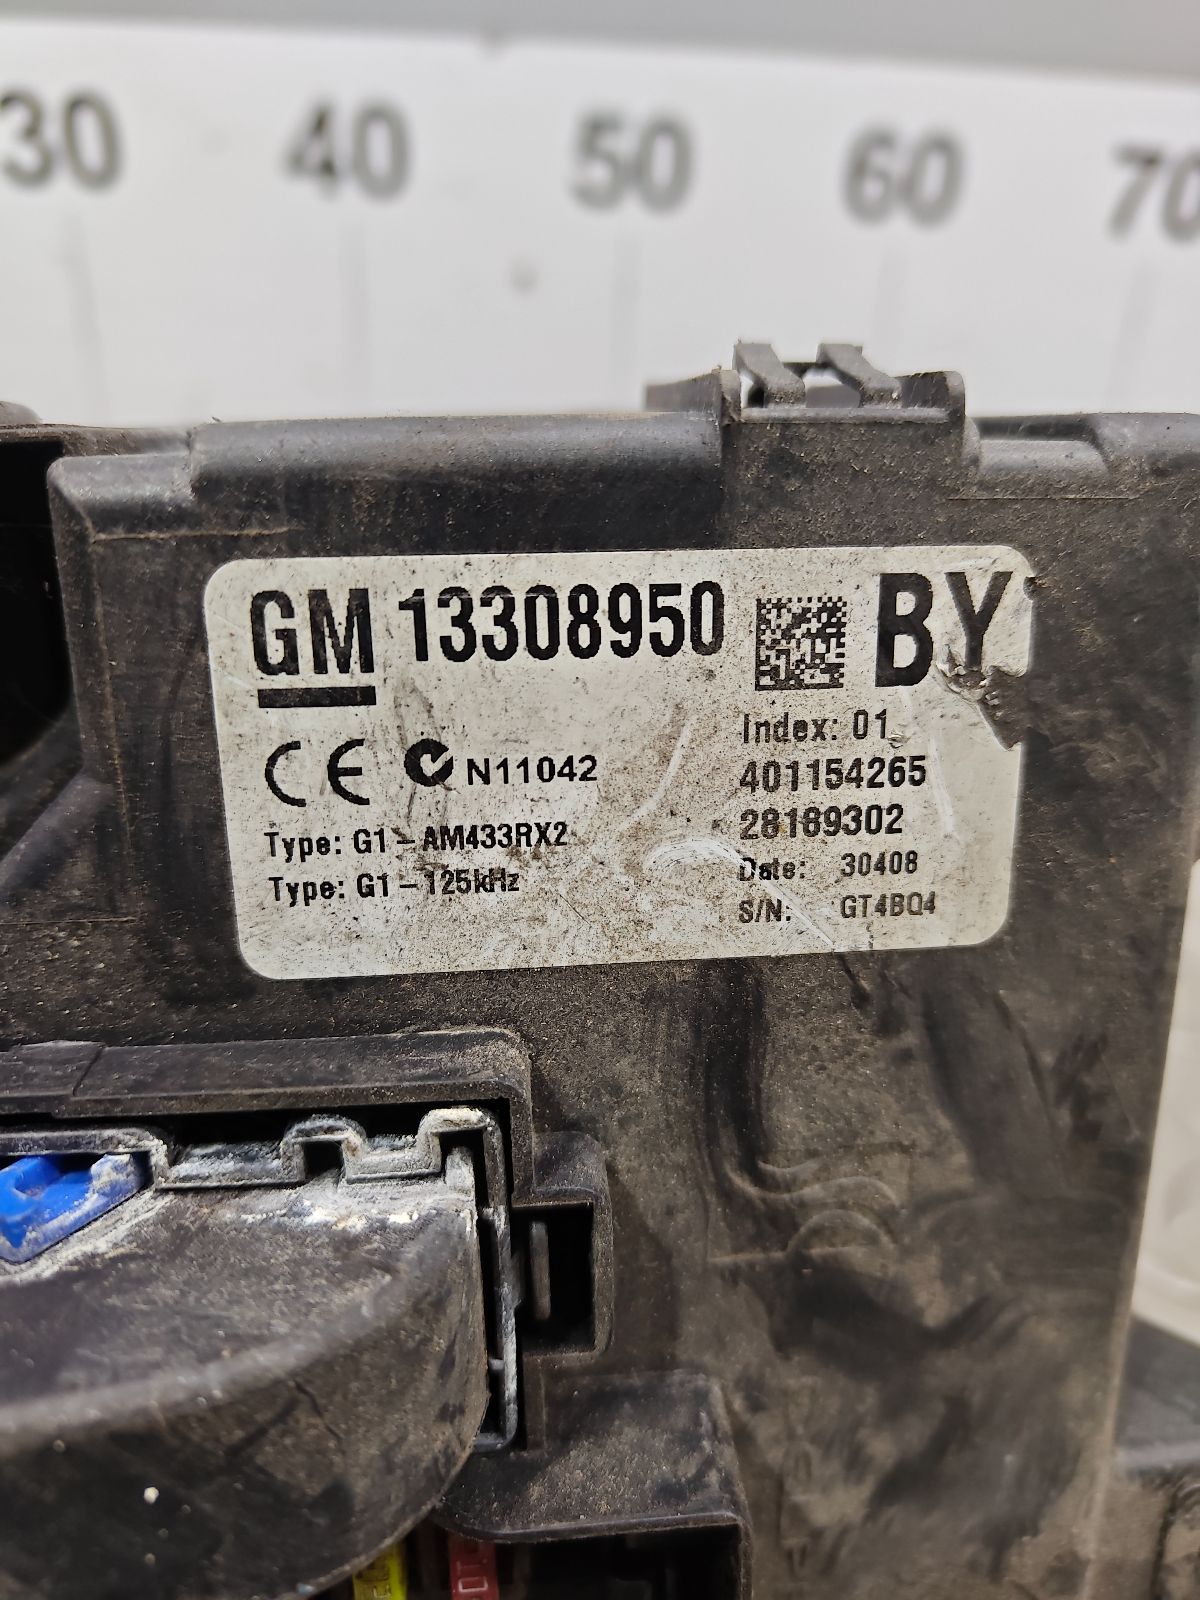 30 40 50 60 70
GM 13308950 BY
Index: 01
CE N11042
401154265
Type: G1-AM433RX2
28189302
Type: G1-125kHz
Date: 30408
S/N: GT4BQ4